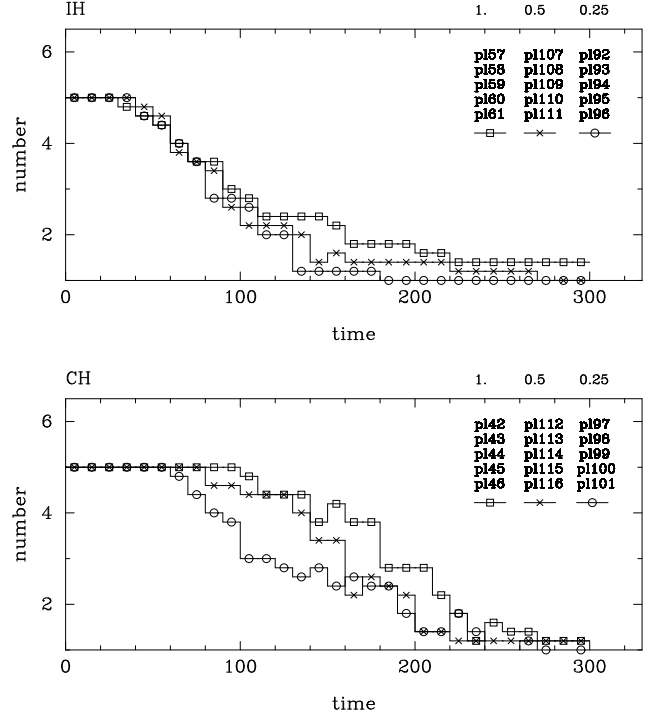 IH 1. 0.5 0.25
6
pl57 pl107 pl92
pl58 pl108 pl93
pl59 pl109 pl94
pl60 pl110 pl95
pl61 pl111 pl96
4
number
2
0 100 200 300
time
CH 1. 0.5 0.25
6
pl42 pl112 pl97
pl43 pl113 pl98
pl44 pl114 pl99
pl45 pl115 pl100
pl46 pl116 pl101
4
number
2
0 100 200 300
time